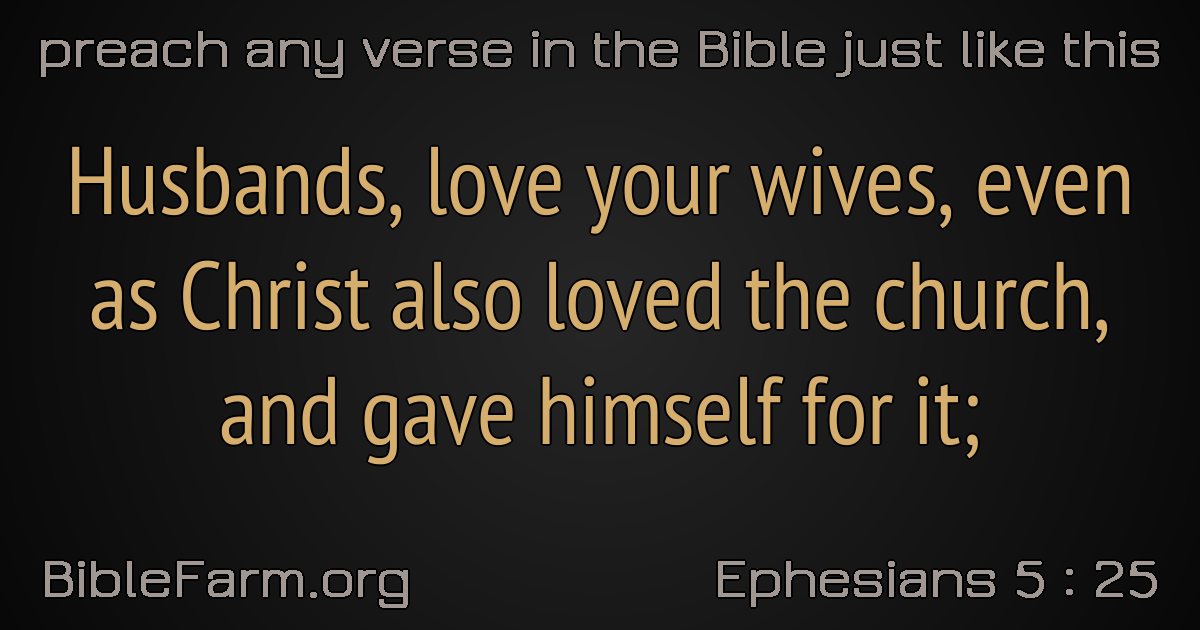 preach any verse in the Bible just like this
Husbands, love your wives, even
as Christ also loved the church,
and gave himself for it;
BibleFarm.org
Ephesians 5 : 25